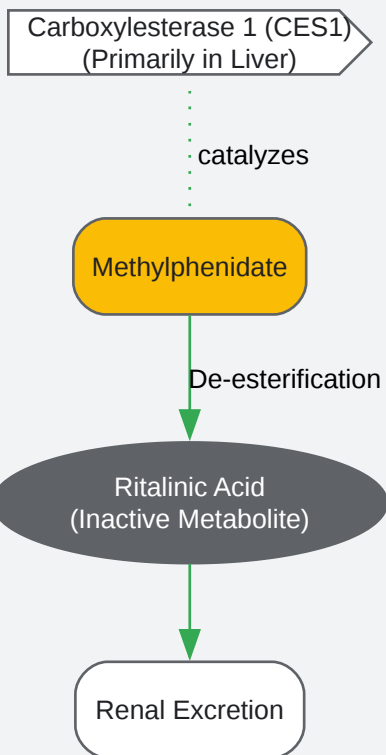 Carboxylesterase 1 (CES1)
(Primarily in Liver)
catalyzes
Methylphenidate
De-esterification
Ritalinic Acid
(Inactive Metabolite)
Renal Excretion